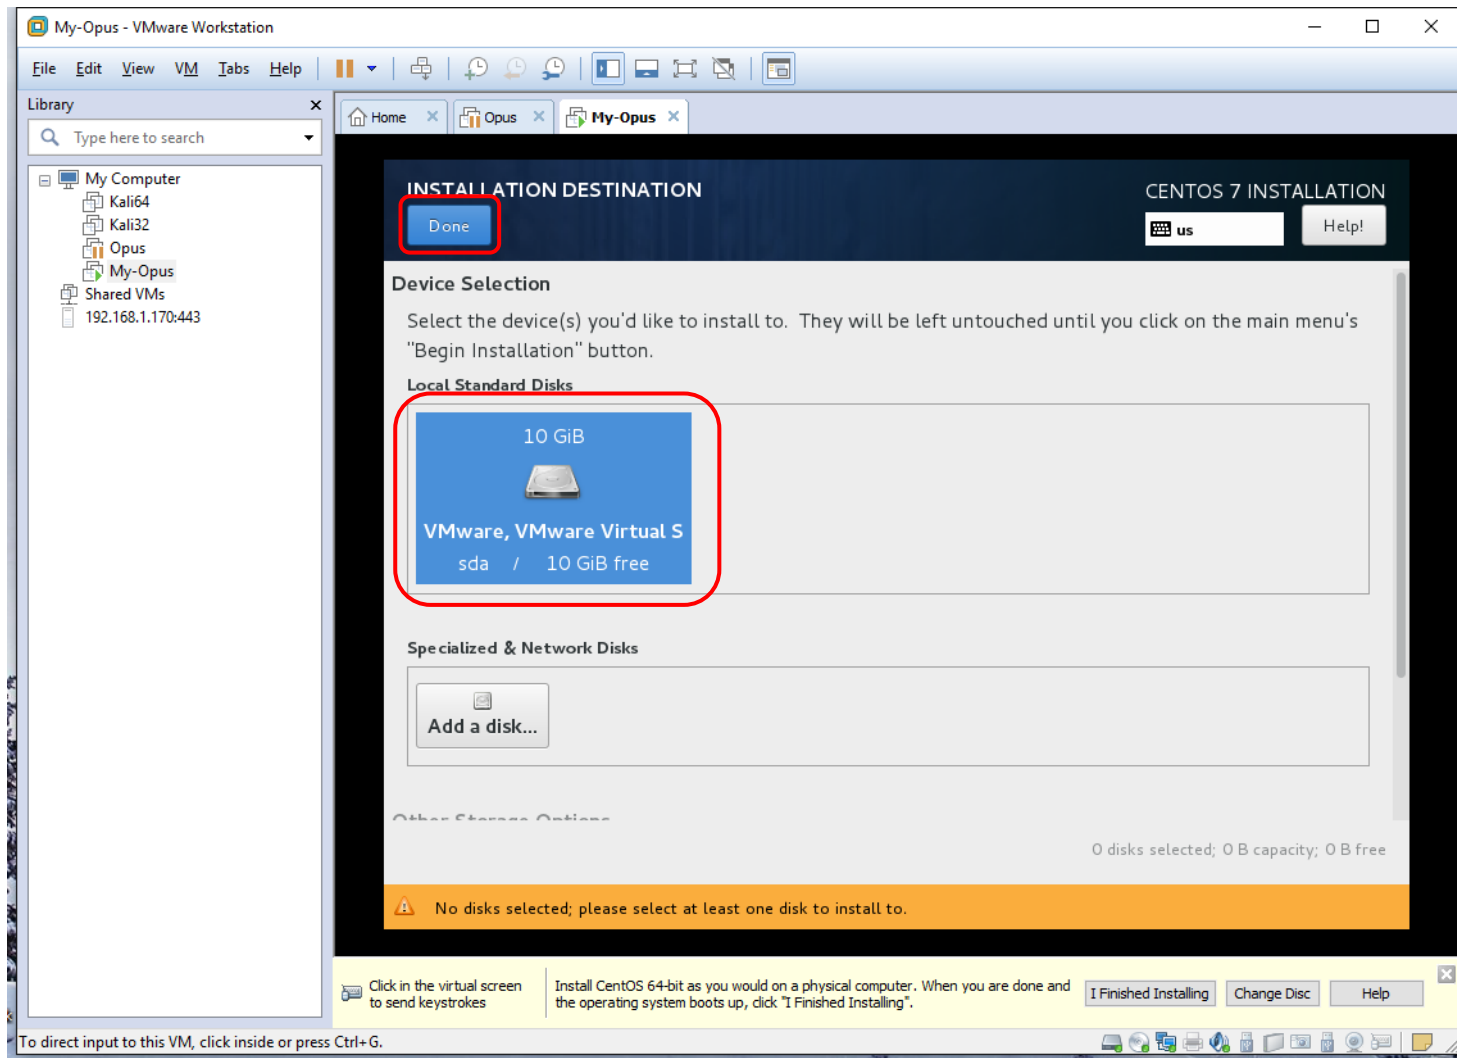 My-Opus - VMware Workstation
File Edit View VM Tabs Help
Library
Type here to search
My Computer
Kali64
Kali32
Opus
My-Opus
Shared VMs
192.168.1.170:443
Home
Opus
My-Opus
INSTALLATION DESTINATION
Done
CENTOS 7 INSTALLATION
us
Help!
Device Selection
Select the device(s) you'd like to install to. They will be left untouched until you click on the main menu's
"Begin Installation" button.
Local Standard Disks
10 GiB
VMware, VMware Virtual S
sda / 10 GiB free
Specialized & Network Disks
Add a disk...
Other Storage Options
0 disks selected; 0 B capacity; 0 B free
No disks selected; please select at least one disk to install to.
Click in the virtual screen
to send keystrokes
Install CentOS 64-bit as you would on a physical computer. When you are done and
the operating system boots up, click "I Finished Installing".
I Finished Installing
Change Disc
Help
To direct input to this VM, click inside or press Ctrl+G.